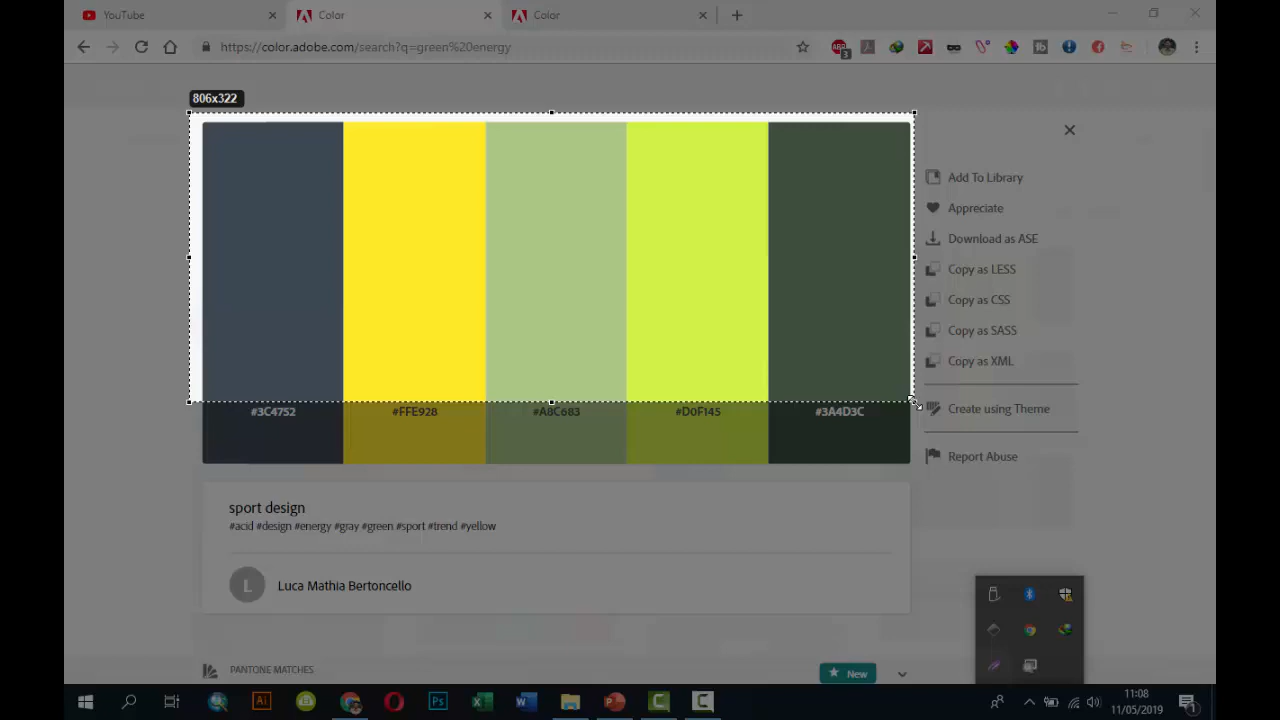 YouTube
Color
Color
https://color.adobe.com/search?q=green%20energy
3
806x322
Add To Library
Appreciate
Download as ASE
Copy as LESS
Copy as CSS
Copy as SASS
Copy as XML
#3C4752
#FFE928
#A8C683
#D0F145
#3A4D3C
Create using Theme
Report Abuse
sport design
#acid #design #energy #gray #green #sport #trend #yellow
L
Luca Mathia Bertoncello
PANTONE MATCHES
New
11:08
11/05/2019